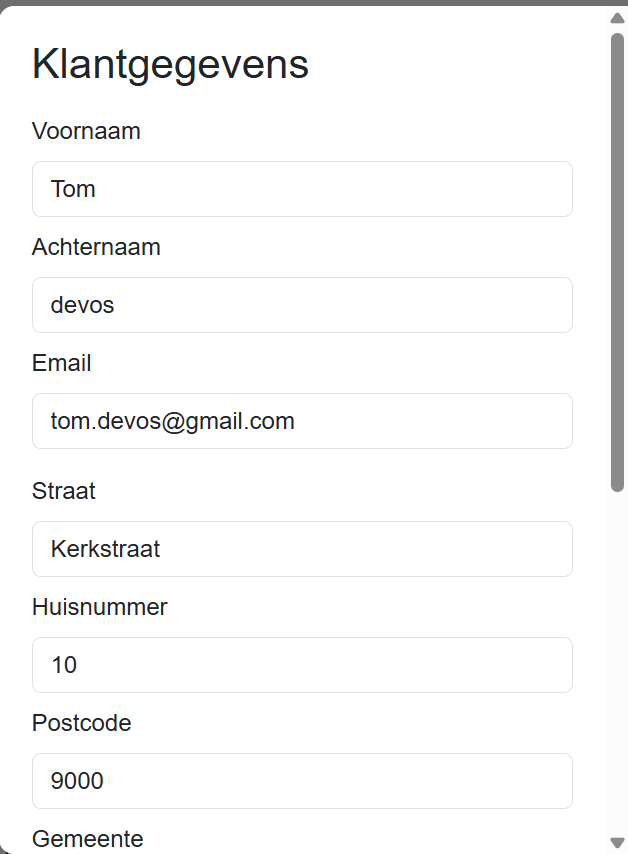 Klantgegevens
Voornaam
Tom
Achternaam
devos
Email
tom.devos@gmail.com
Straat
Kerkstraat
Huisnummer
10
Postcode
9000
Gemeente